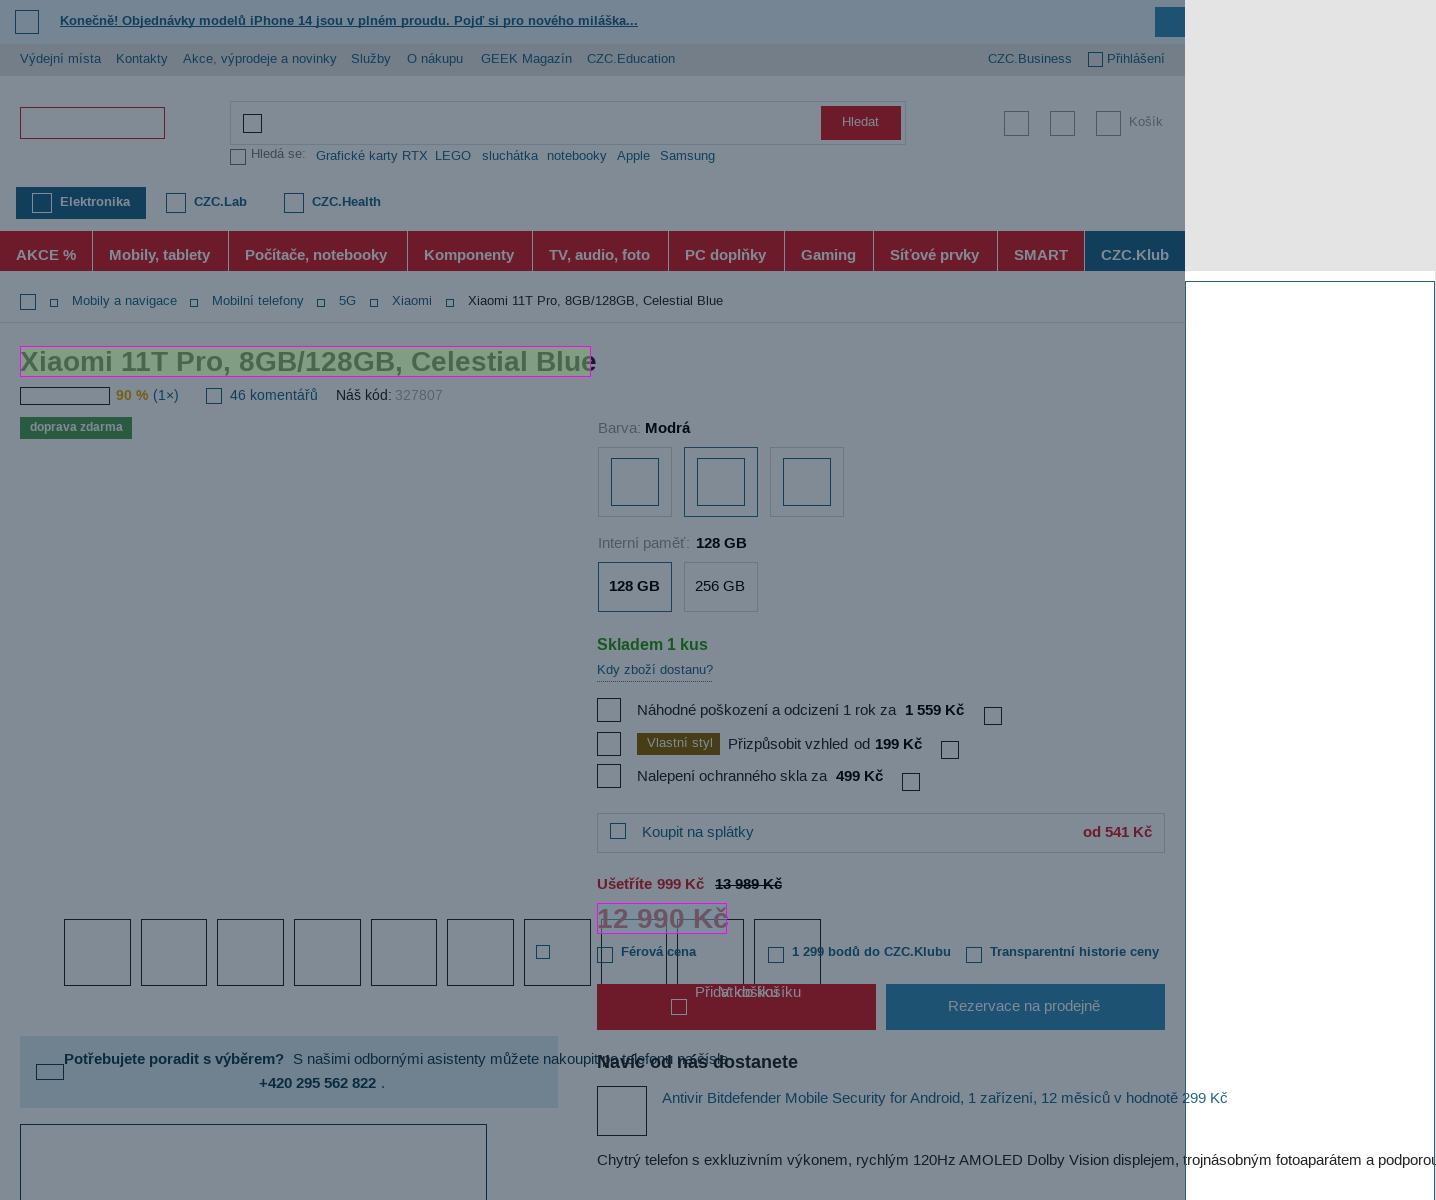 Konečně! Objednávky modelů iPhone 14 jsou v plném proudu. Pojď si pro nového miláška...
Výdejní místa Kontakty Akce, výprodeje a novinky Služby O nákupu GEEK Magazín CZC.Education CZC.Business Přihlášení
Hledat
Košík
Hledá se: Grafické karty RTX LEGO sluchátka notebooky Apple Samsung
Elektronika CZC.Lab CZC.Health
AKCE % Mobily, tablety Počítače, notebooky Komponenty TV, audio, foto PC doplňky Gaming Síťové prvky SMART CZC.Klub
Mobily a navigace Mobilní telefony 5G Xiaomi Xiaomi 11T Pro, 8GB/128GB, Celestial Blue
Xiaomi 11T Pro, 8GB/128GB, Celestial Blue
90 % (1×) 46 komentářů Náš kód: 327807
doprava zdarma
Barva: Modrá
Interní paměť: 128 GB
128 GB 256 GB
Skladem 1 kus
Kdy zboží dostanu?
Náhodné poškození a odcizení 1 rok za 1 559 Kč
Vlastní styl Přizpůsobit vzhled od 199 Kč
Nalepení ochranného skla za 499 Kč
Koupit na splátky od 541 Kč
Ušetříte 999 Kč 13 989 Kč
12 990 Kč
Férová cena 1 299 bodů do CZC.Klubu Transparentní historie ceny
Přidat do košíku
V košíku
Rezervace na prodejně
Potřebujete poradit s výběrem? S našimi odbornými asistenty můžete nakoupit po telefonu na čísle
+420 295 562 822 .
Navíc od nás dostanete
Antivir Bitdefender Mobile Security for Android, 1 zařízení, 12 měsíců v hodnotě 299 Kč
Chytrý telefon s exkluzivním výkonem, rychlým 120Hz AMOLED Dolby Vision displejem, trojnásobným fotoaparátem a podporou